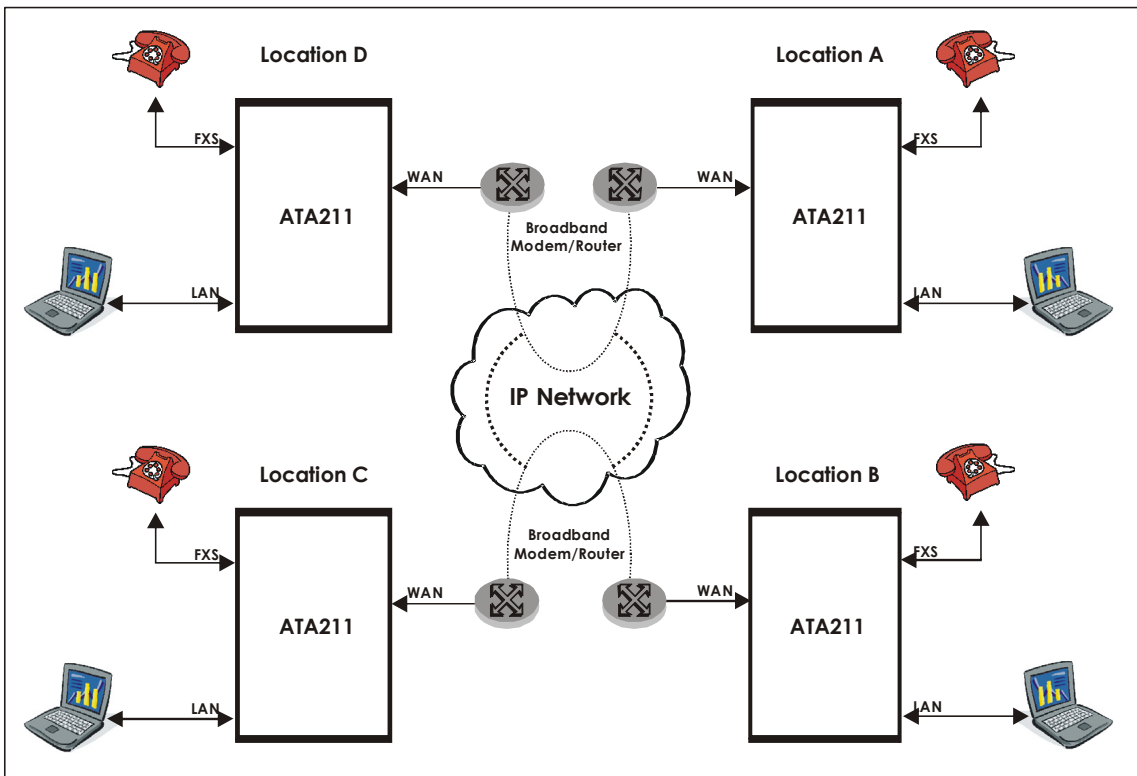 Location D
Location A
FXS
FXS
WAN
WAN
ATA211
ATA211
Broadband
Modem/Router
LAN
LAN
IP Network
Location C
Location B
Broadband
Modem/Router
FXS
FXS
WAN
WAN
ATA211
ATA211
LAN
LAN